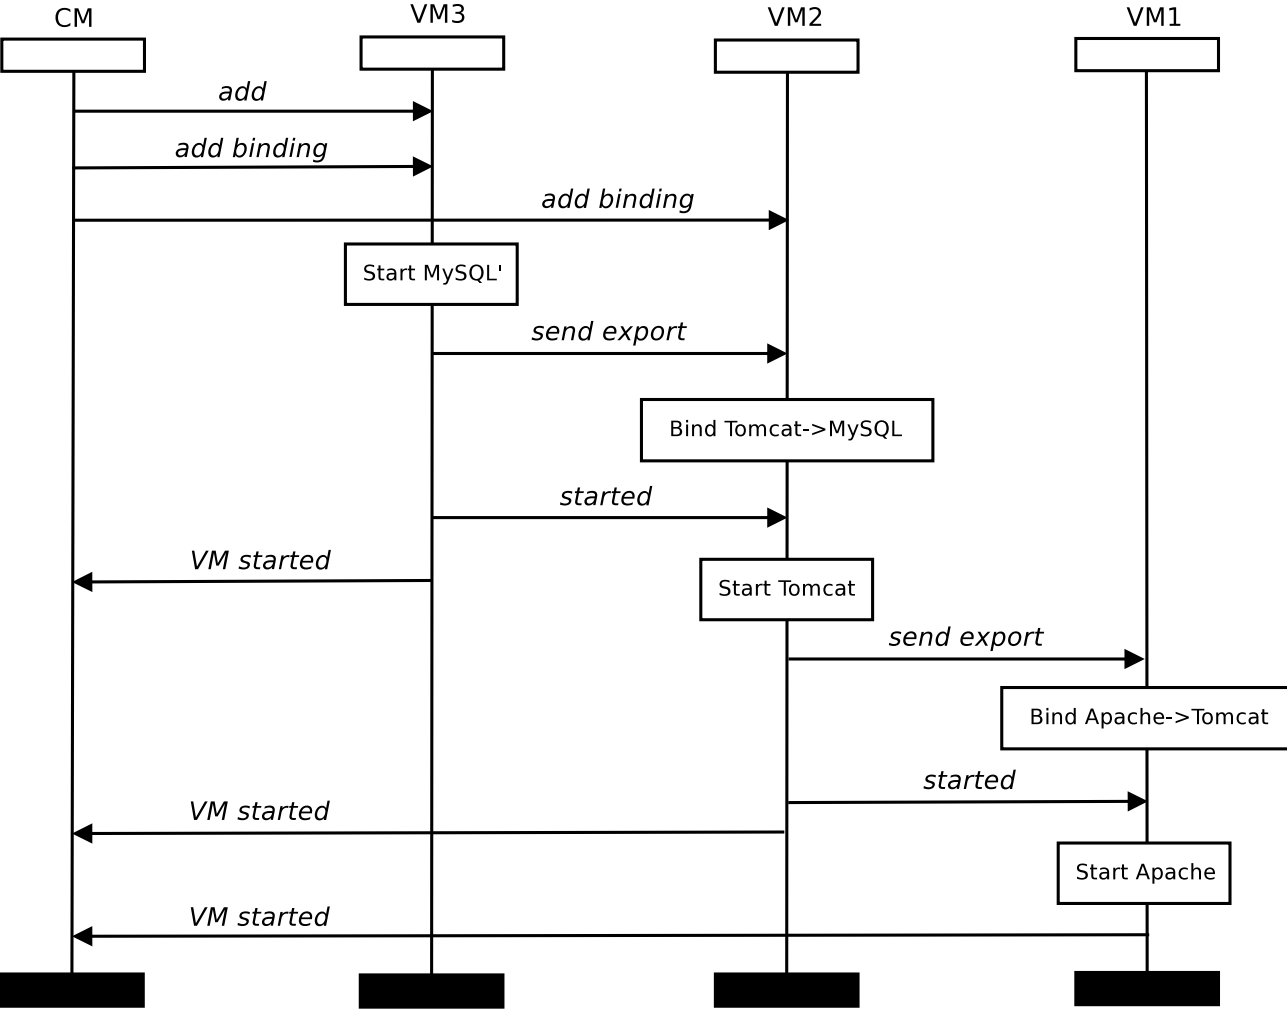 CM
VM3
VM2
VM1
add
add binding
add binding
Start MySQL'
send export
Bind Tomcat->MySQL
started
VM started
Start Tomcat
send export
Bind Apache->Tomcat
started
VM started
Start Apache
VM started